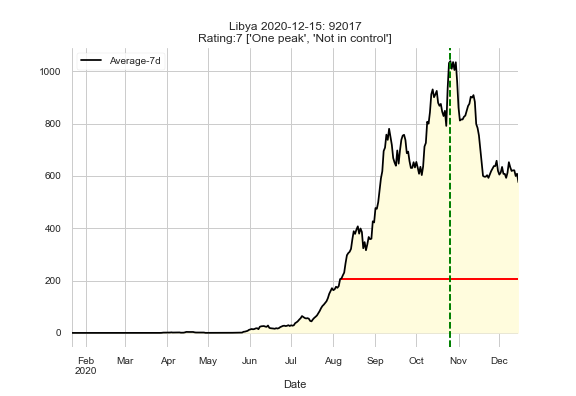 Libya 2020-12-15: 92017
Rating:7 ['One peak', 'Not in control']
Average-7d
1000
800
600
400
200
0
Feb Mar Apr May Jun Jul Aug Sep Oct Nov Dec
2020
Date